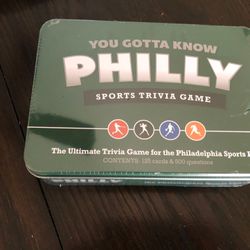 YOU GOTTA KNOW
PHILLY
SPORTS TRIVIA GAME
The Ultimate Trivia Game for the Philadelphia Sports
CONTENTS: 125 cards & 500 questions
PHILLY